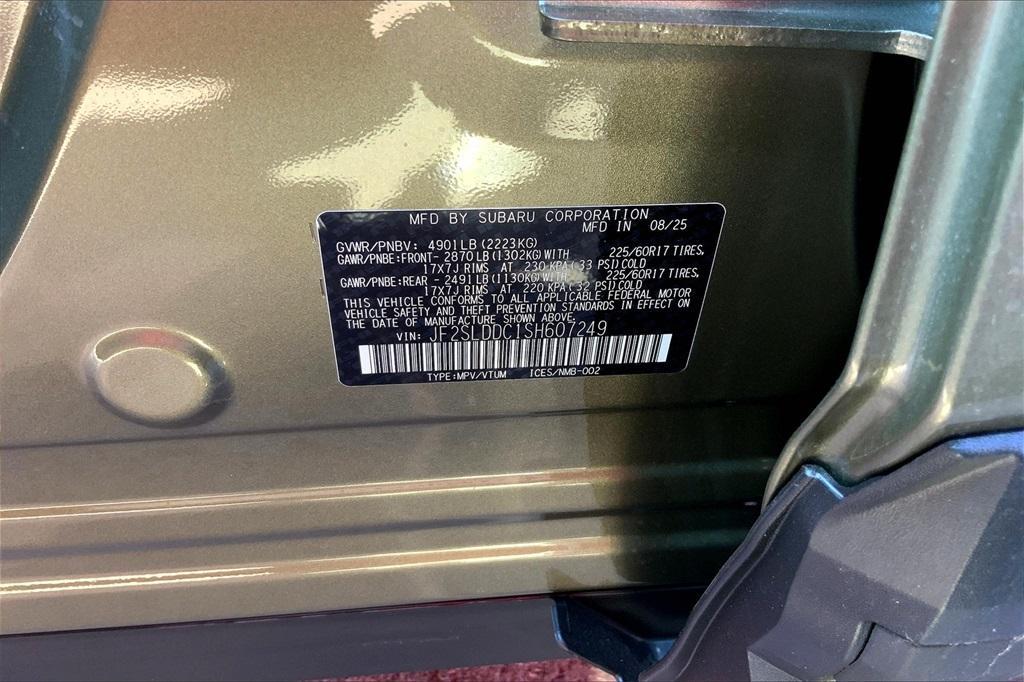 MFD BY SUBARU CORPORATION
MFD IN 08/25
GVWR/PNBV: 4901LB(2223KG)
GAWR/PNBE:FRONT- 2870LB(1302KG)WITH 225/60R17 TIRES,
17X7J RIMS AT 230 KPA(33 PSI)COLD
GAWR/PNBE:REAR - 2491LB(1130KG)WITH 225/60R17 TIRES,
17X7J RIMS AT 220 KPA(32 PSI)COLD
THIS VEHICLE CONFORMS TO ALL APPLICABLE FEDERAL MOTOR
VEHICLE SAFETY AND THEFT PREVENTION STANDARDS IN EFFECT ON
THE DATE OF MANUFACTURE SHOWN ABOVE.
VIN: JF2SLDDC1SH607249
TYPE:MPV/VTUM ICES/NMB-002